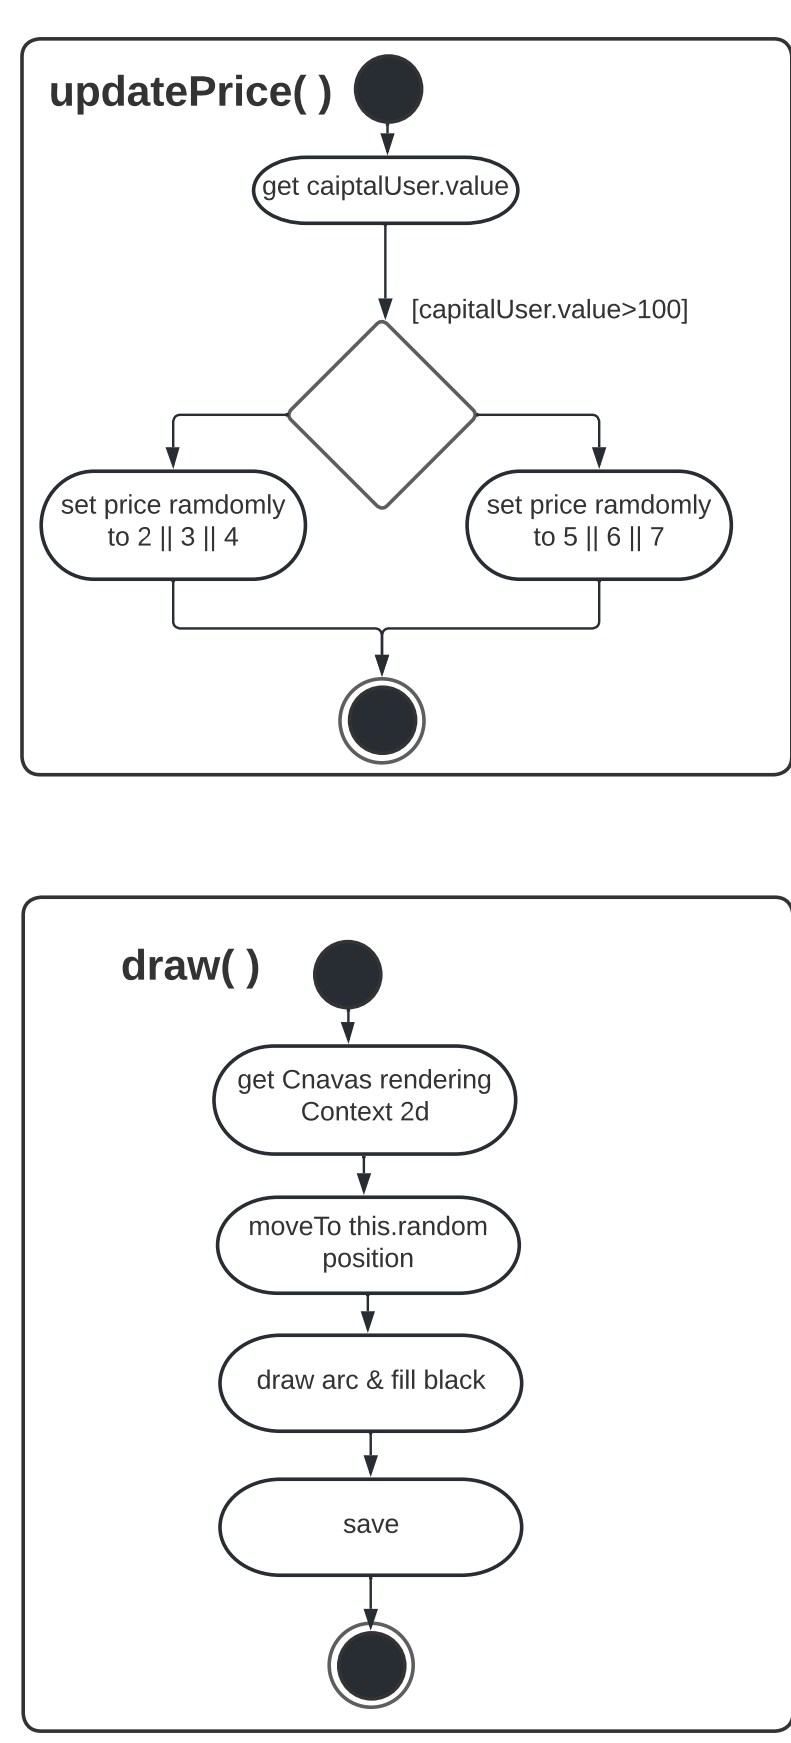 updatePrice( )
get caiptalUser.value
[capitalUser.value>100]
set price ramdomly
to 2 || 3 || 4
set price ramdomly
to 5 || 6 || 7
draw( )
get Cnavas rendering
Context 2d
moveTo this.random
position
draw arc & fill black
save